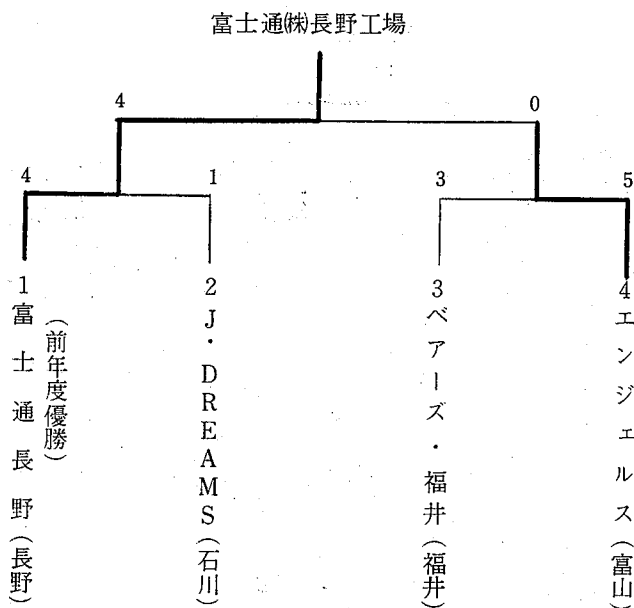 富士通㈱長野工場
4 0
4 1 3 5
1 2 3 4
富士通長野(長野)
(前年度優勝)
J・DREAMS(石川)
ベアーズ・福井(福井)
エンジェルス(富山)